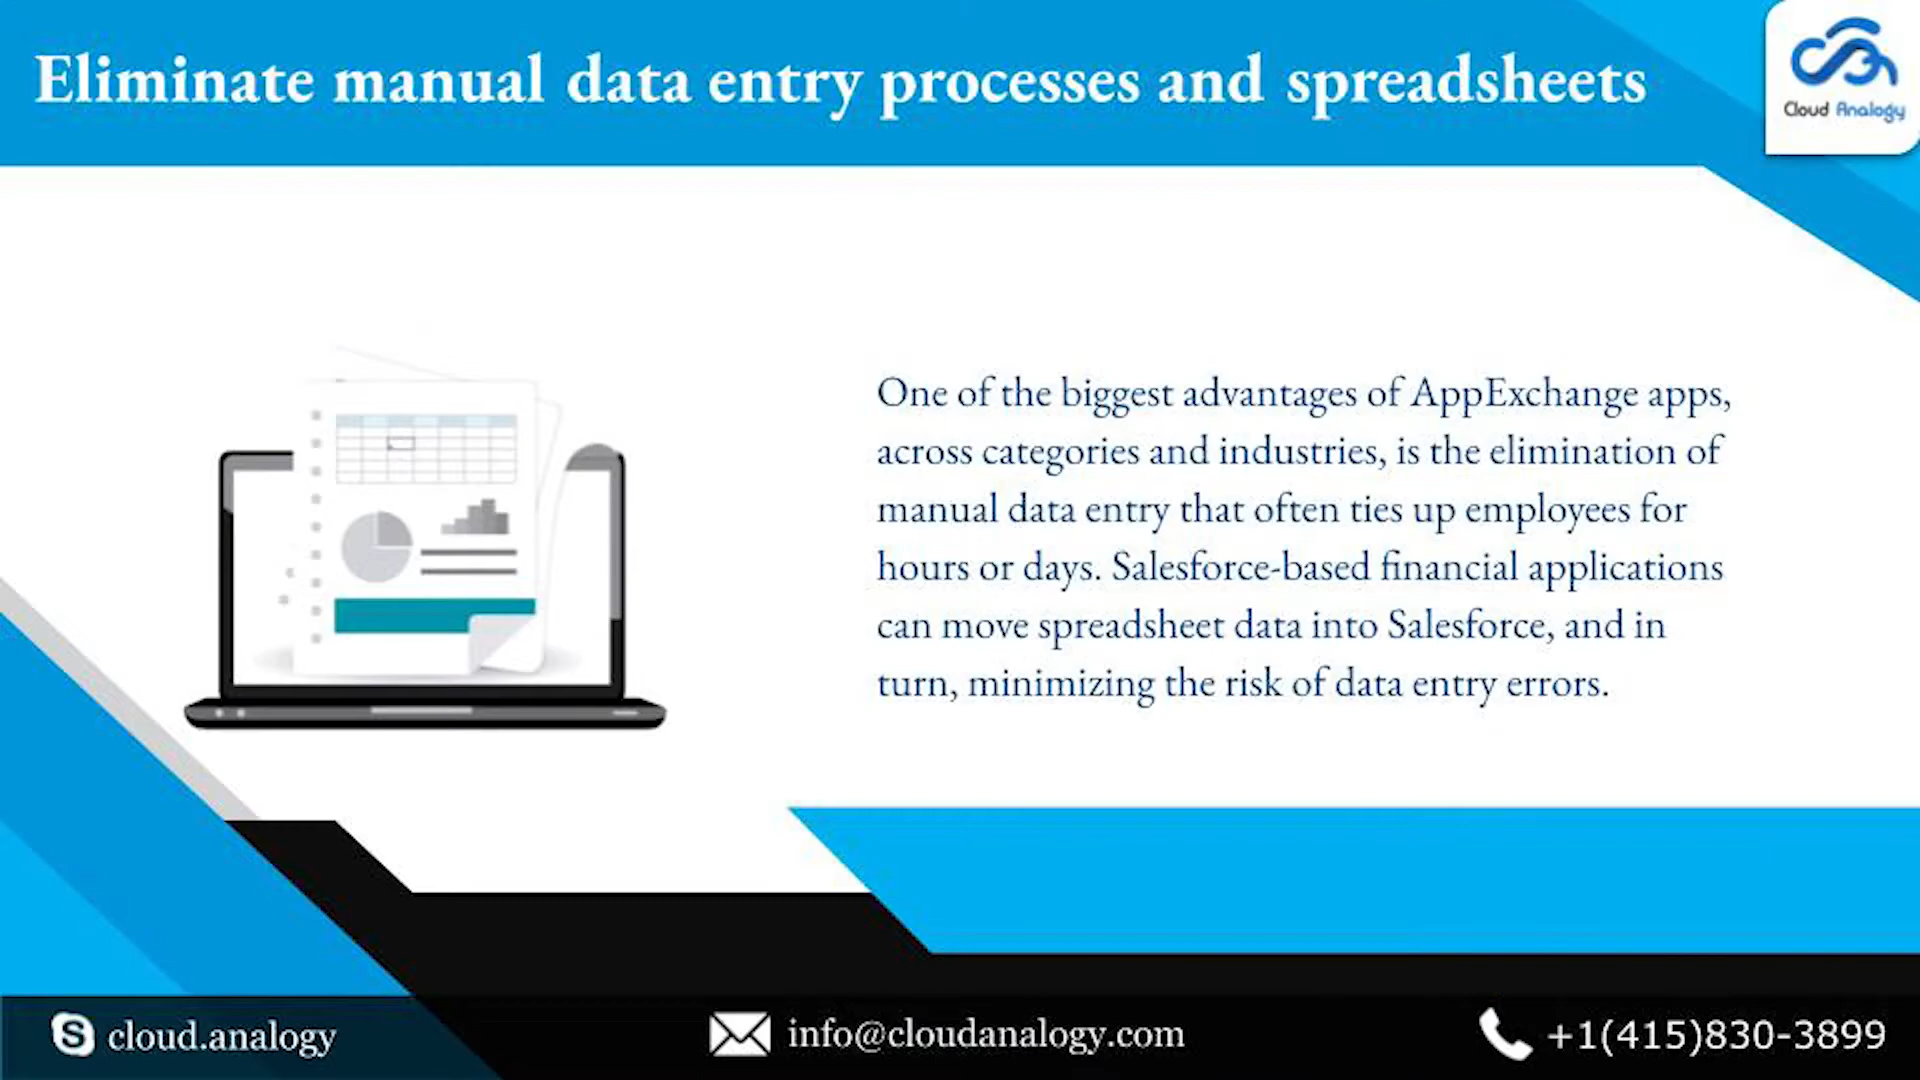 Eliminate manual data entry processes and spreadsheets
Cloud Analogy
One of the biggest advantages of AppExchange apps,
across categories and industries, is the elimination of
manual data entry that often ties up employees for
hours or days. Salesforce-based financial applications
can move spreadsheet data into Salesforce, and in
turn, minimizing the risk of data entry errors.
cloud.analogy
info@cloudanalogy.com
+1(415)830-3899